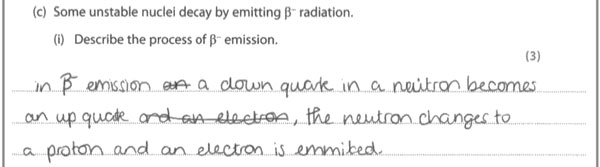 (c) Some unstable nuclei decay by emitting β⁻ radiation.
(i) Describe the process of β⁻ emission.
(3)
in β⁻ emission an a down quark in a neutron becomes
an up quark and an electron, the neutron changes to
a proton and an electron is emmited.